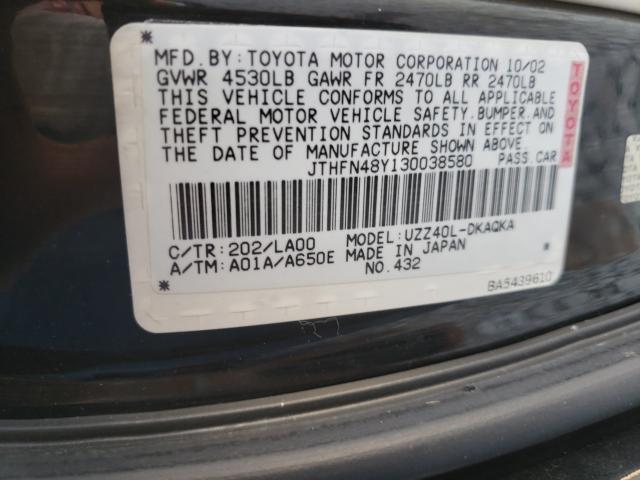 MFD.BY:TOYOTA MOTOR CORPORATION 10/02
GVWR 4530LB GAWR FR 2470LB RR 2470LB
THIS VEHICLE CONFORMS TO ALL APPLICABLE
FEDERAL MOTOR VEHICLE SAFETY.BUMPER.AND
THEFT PREVENTION STANDARDS IN EFFECT ON
THE DATE OF MANUFACTURE SHOWN ABOVE.
JTHFN48Y130038580 PASS.CAR
TOYOTA
C/TR:202/LA00 MODEL:UZZ40L-DKAQKA
A/TM:A01A/A650E MADE IN JAPAN
NO.432
BA5439610